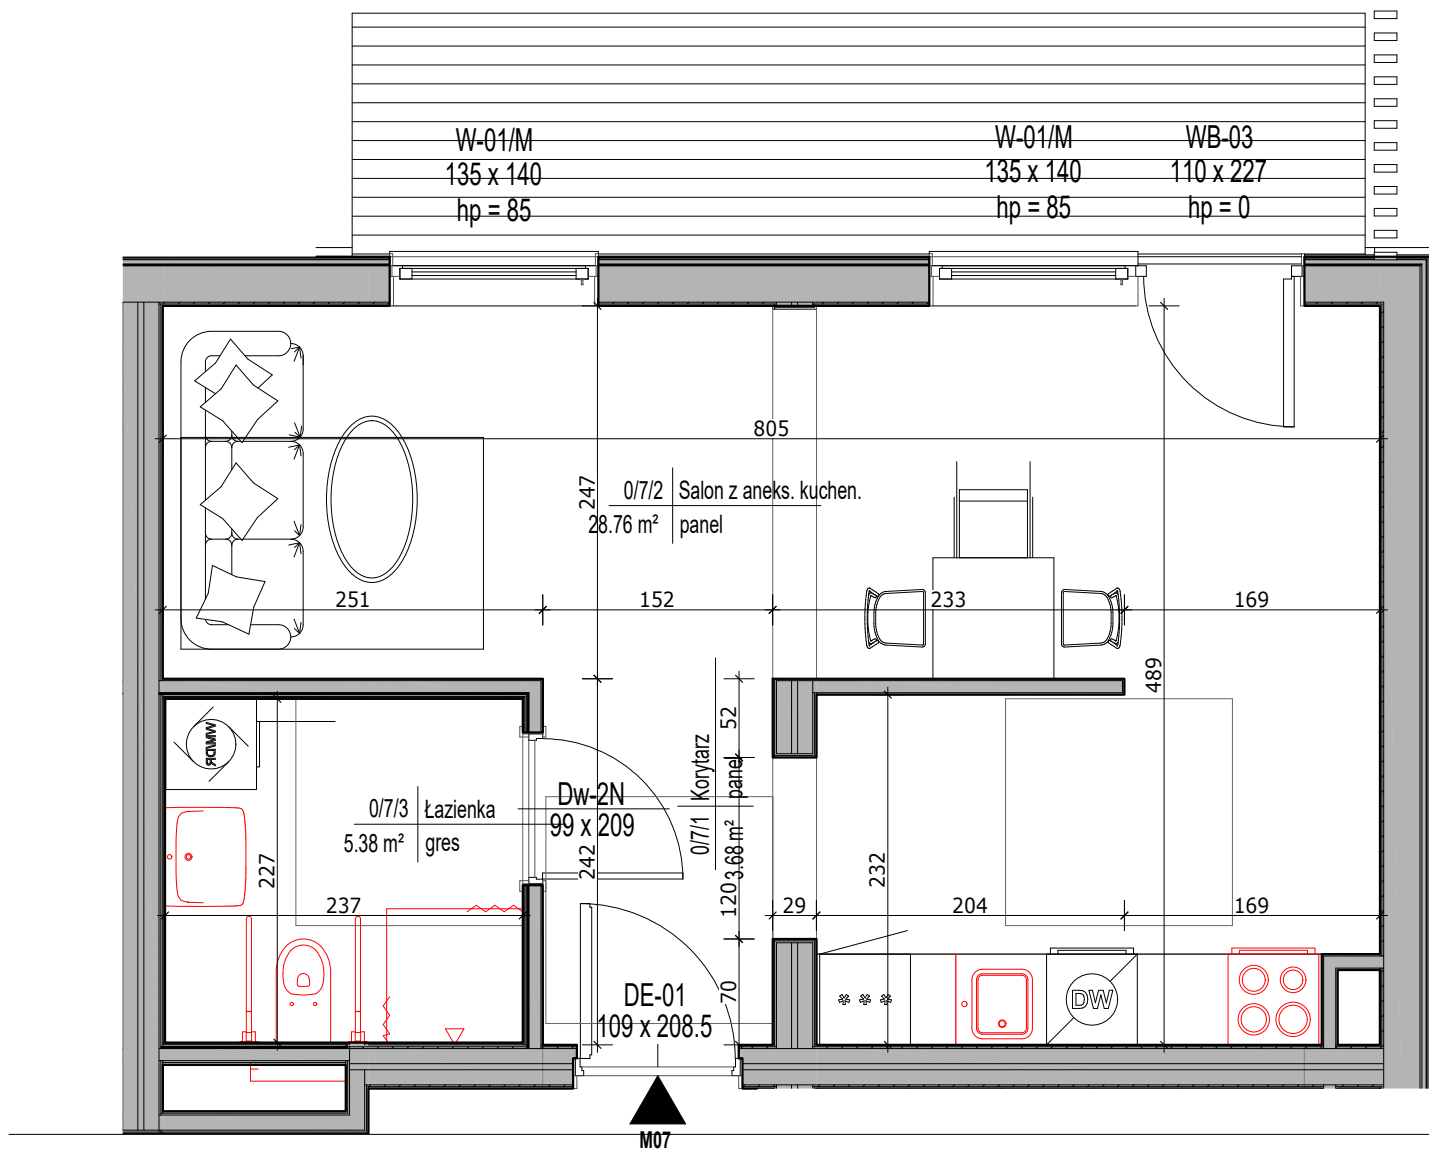 W-01/M
135 x 140
hp = 85
W-01/M
135 x 140
hp = 85
WB-03
110 x 227
hp = 0
805
247
0/7/2 Salon z aneks. kuchen.
28.76 m² panel
251
152
233
169
489
52
0/7/1 Korytarz
3.68 m² panel
WM/DR
Dw-2N
99 x 209
0/7/3 Łazienka
5.38 m² gres
227
242
232
120
237
29
204
169
70
DE-01
109 x 208.5
***
DW
M07